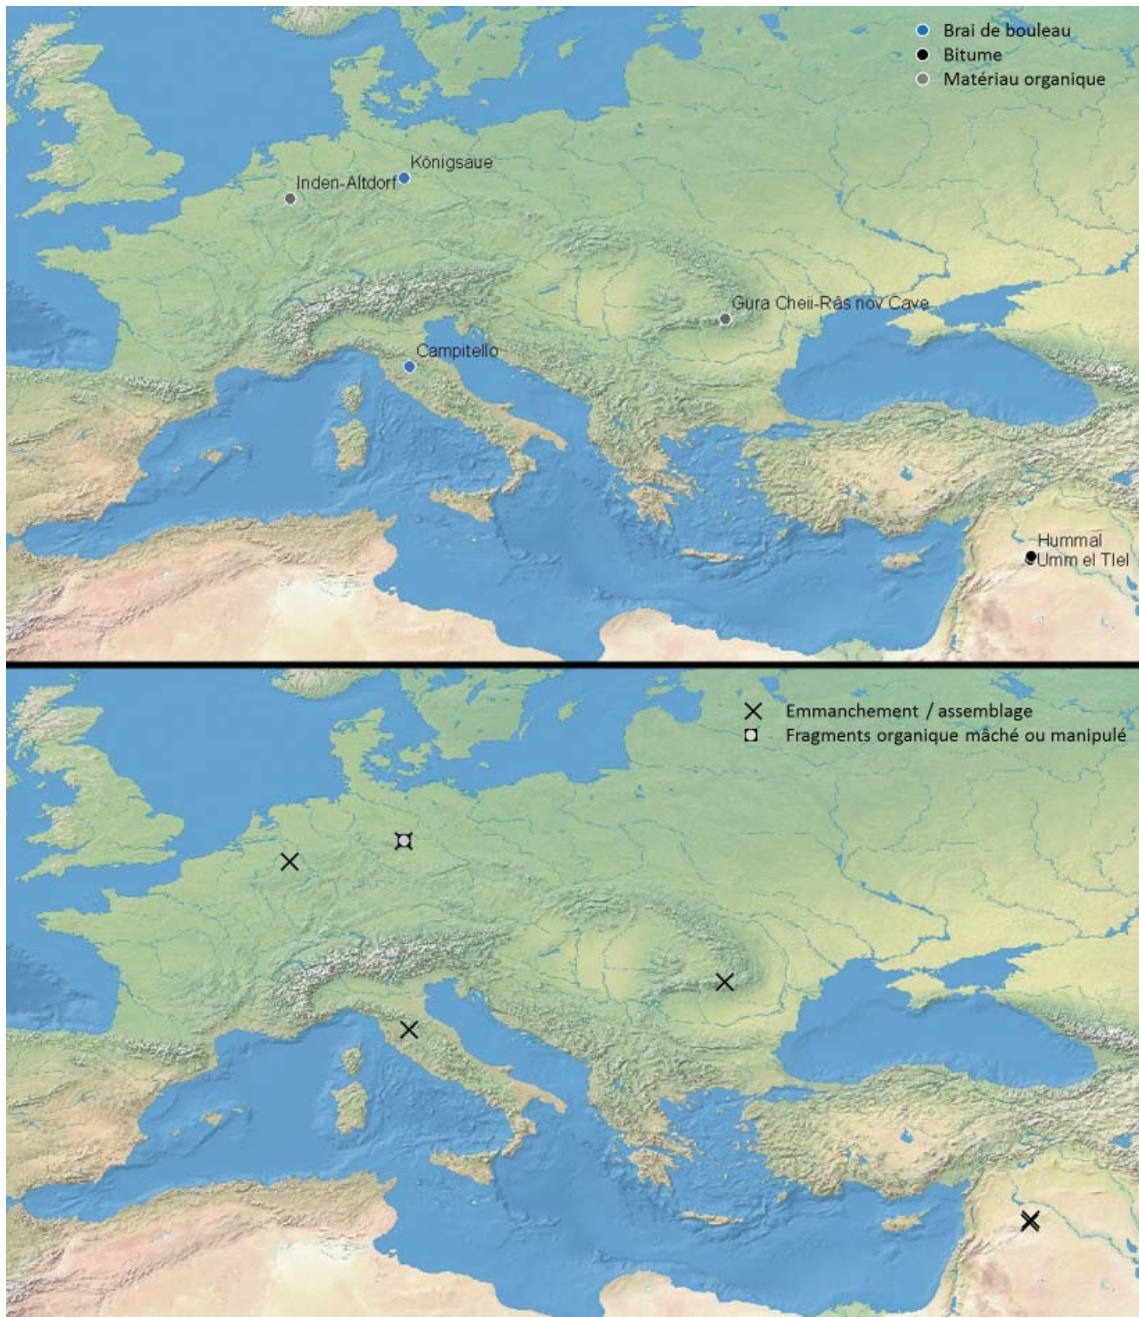 Brai de bouleau
Bitume
Matériau organique
Königsaue
Inden-Altdorf
Gura Cheii-Râs nov Cave
Campitello
Hummal
Umm el Tlel
Emmanchement / assemblage
Fragments organique mâché ou manipulé